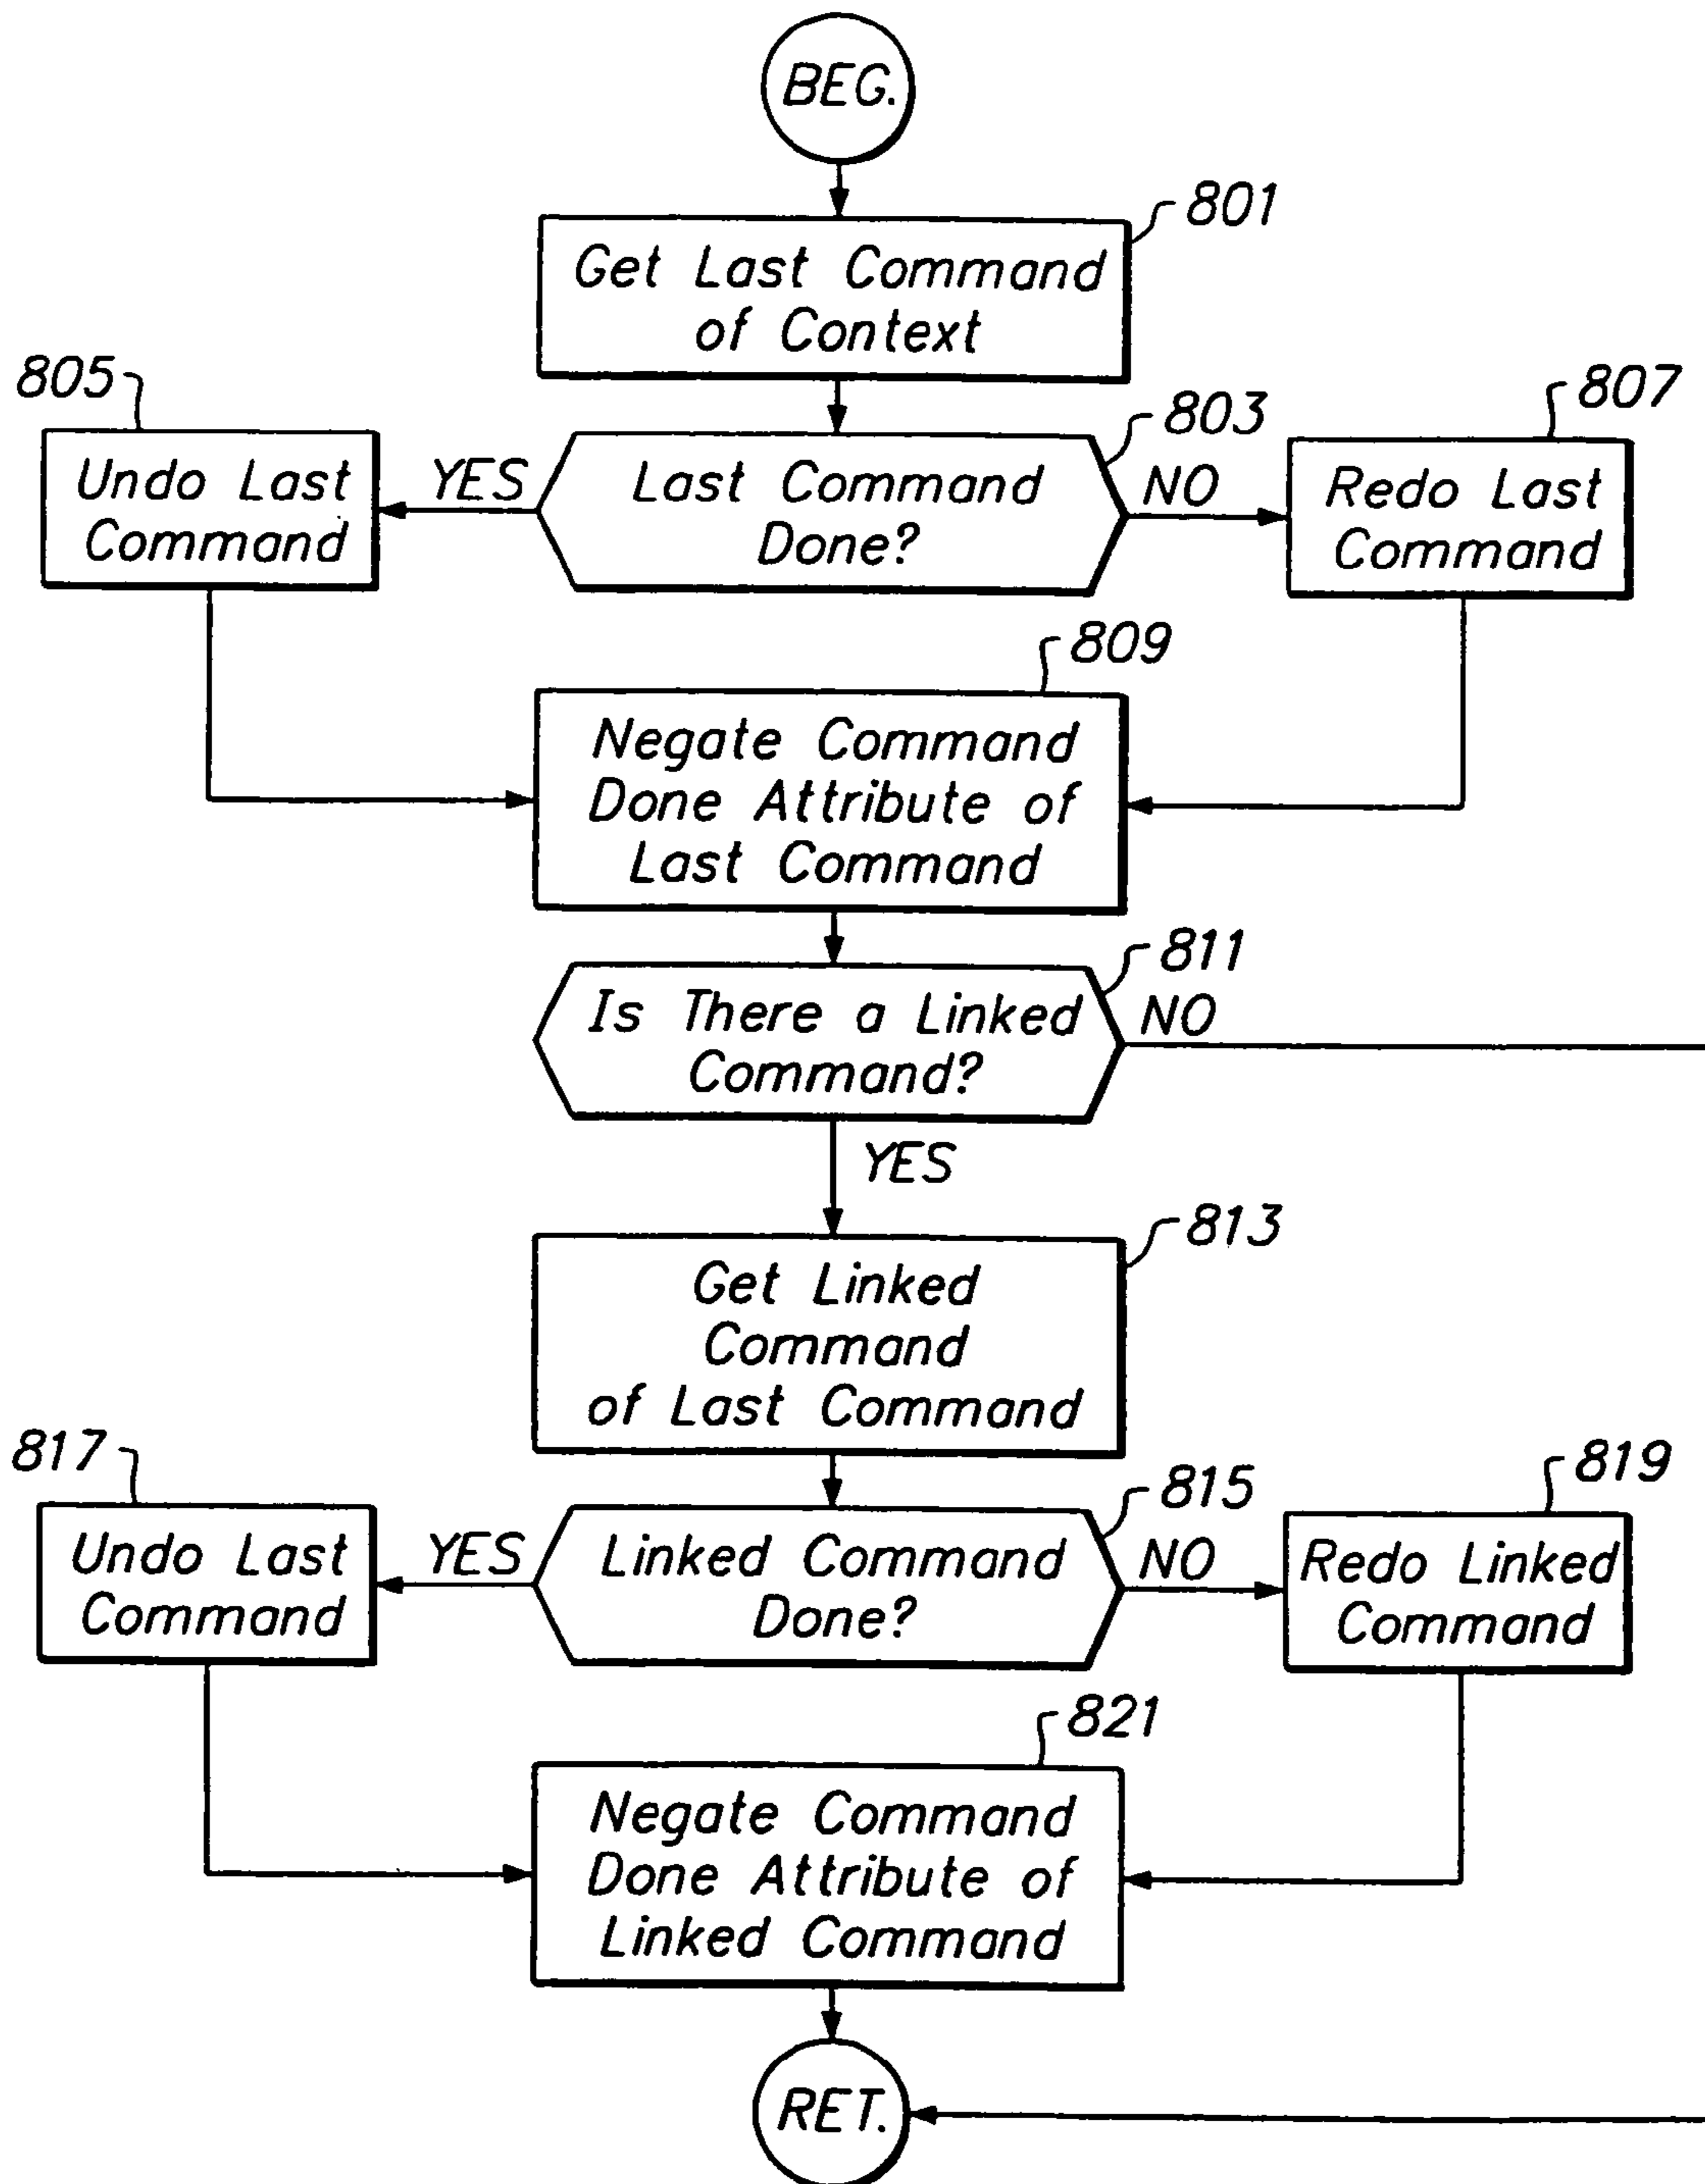 BEG.
801
Get Last Command
of Context
805
803
807
Undo Last
Command
YES
Last Command
Done?
NO
Redo Last
Command
809
Negate Command
Done Attribute of
Last Command
811
Is There a Linked
Command?
NO
YES
813
Get Linked
Command
of Last Command
817
815
819
Undo Last
Command
YES
Linked Command
Done?
NO
Redo Linked
Command
821
Negate Command
Done Attribute of
Linked Command
RET.